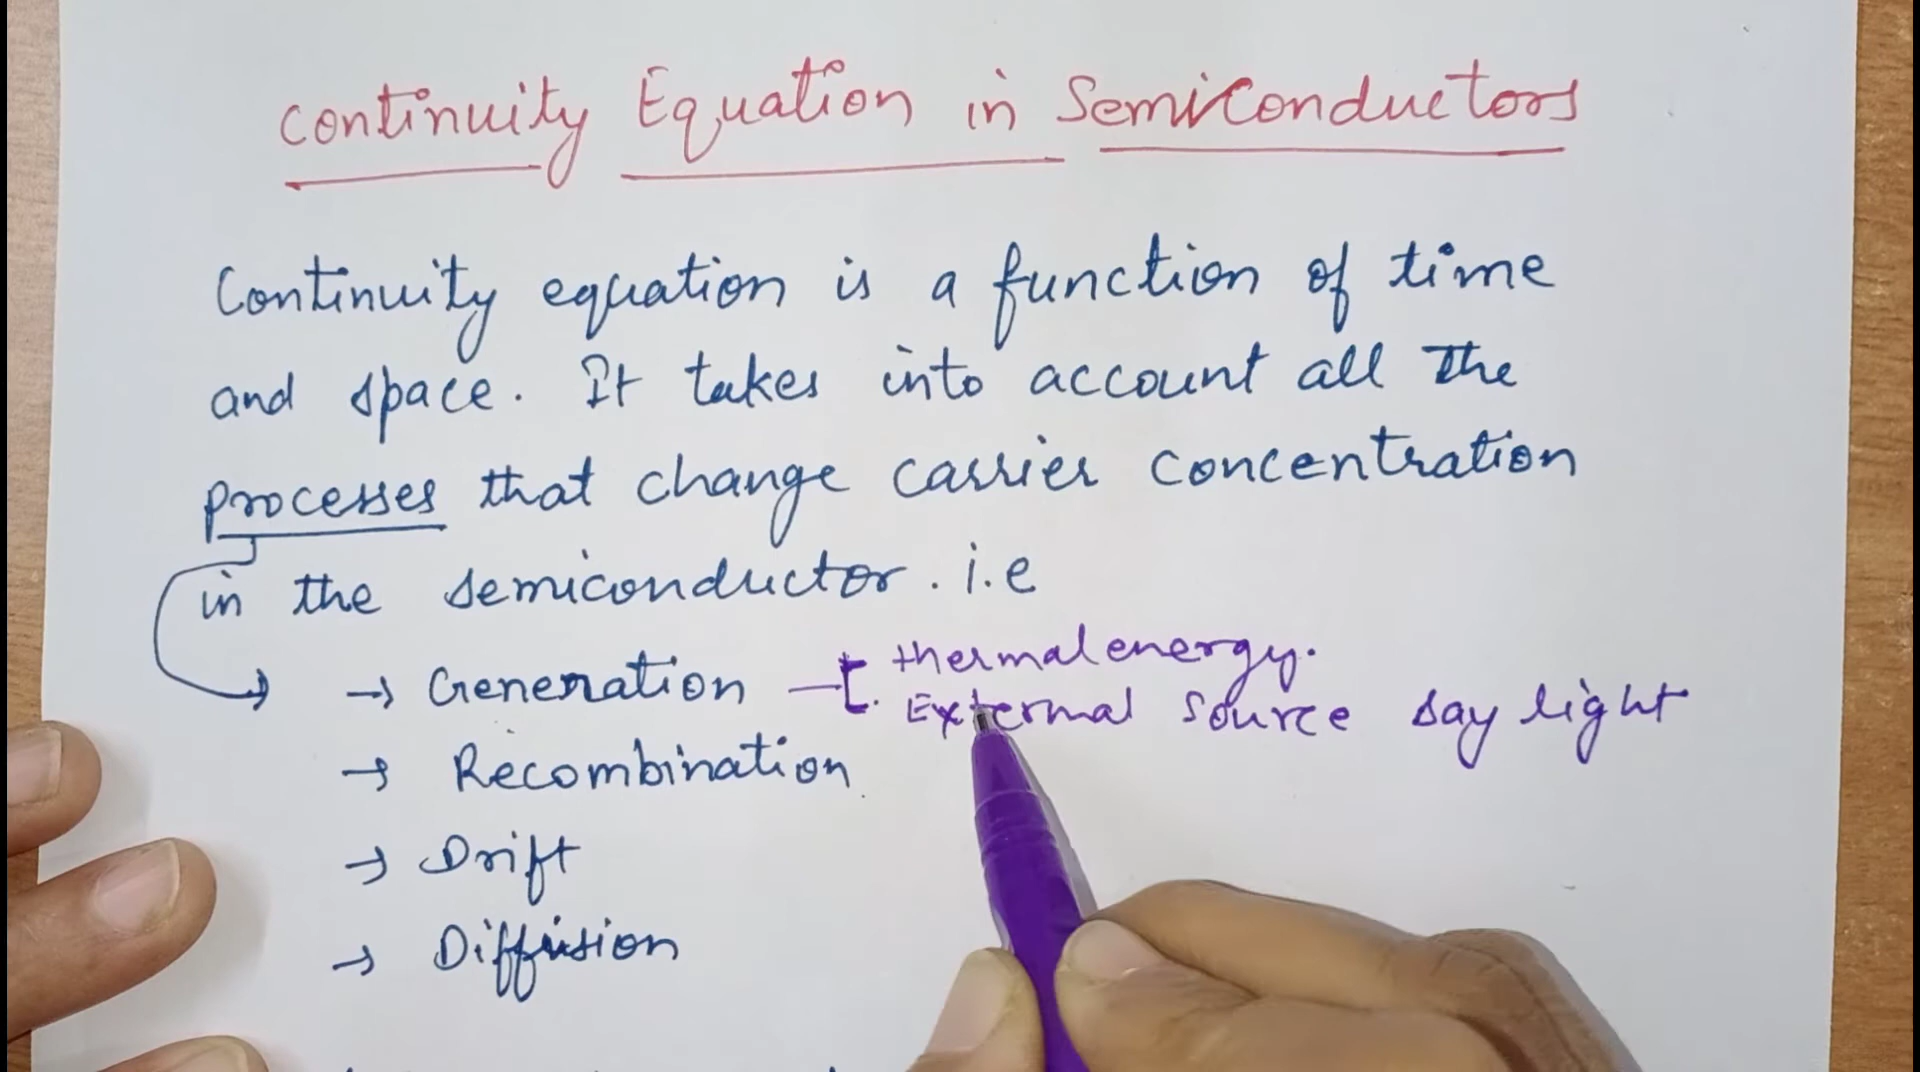 Continuity Equation in Semiconductors
Continuity equation is a function of time
and space. It takes into account all the
processes that change carrier concentration
in the semiconductor. i.e
→ Generation
thermal energy.
External source say light
→ Recombination
→ Drift
→ Diffusion